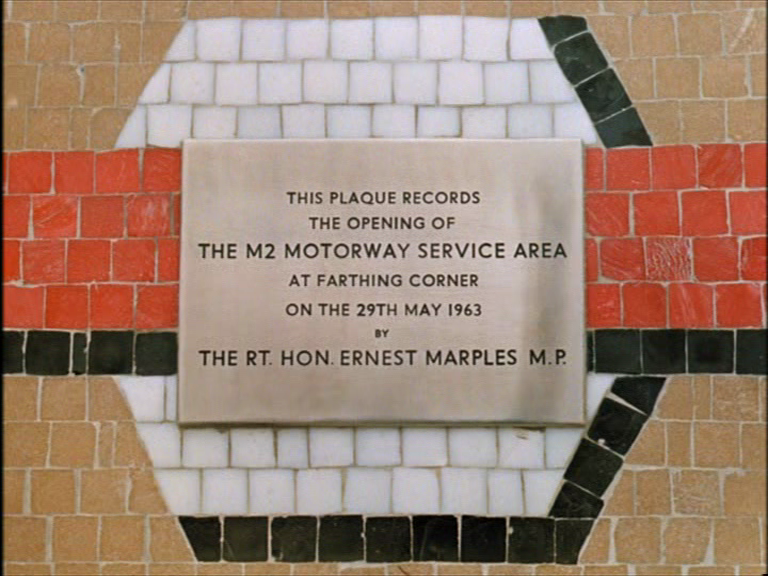 THIS PLAQUE RECORDS
THE OPENING OF
THE M2 MOTORWAY SERVICE AREA
AT FARTHING CORNER
ON THE 29TH MAY 1963
BY
THE RT. HON. ERNEST MARPLES M.P.